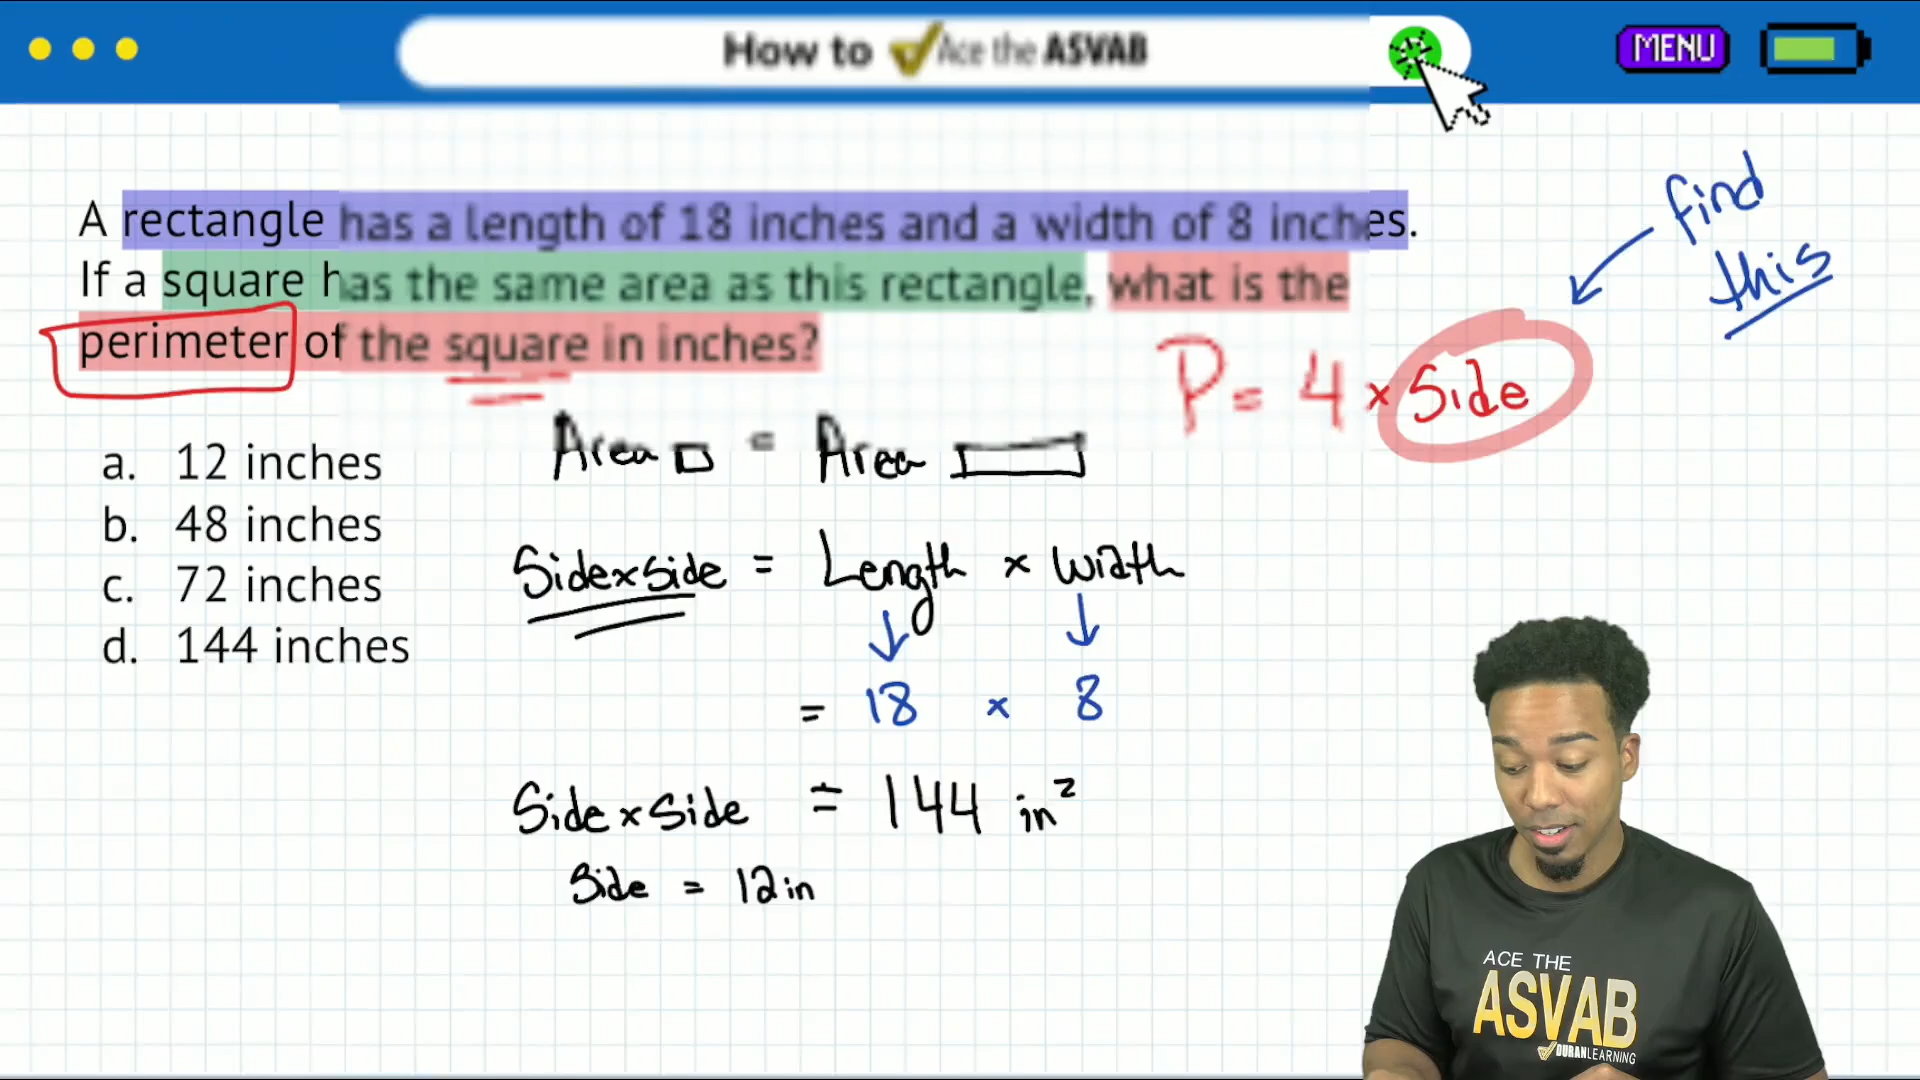 How to Ace the ASVAB
MENU
A rectangle has a length of 18 inches and a width of 8 inches.
If a square has the same area as this rectangle, what is the
perimeter of the square in inches?
find
this
P = 4 × Side
a. 12 inches
b. 48 inches
c. 72 inches
d. 144 inches
Area = Area
Side×Side = Length × Width
= 18 × 8
Side×Side = 144 in²
Side = 12in
ACE THE
ASVAB
DURANLEARNING